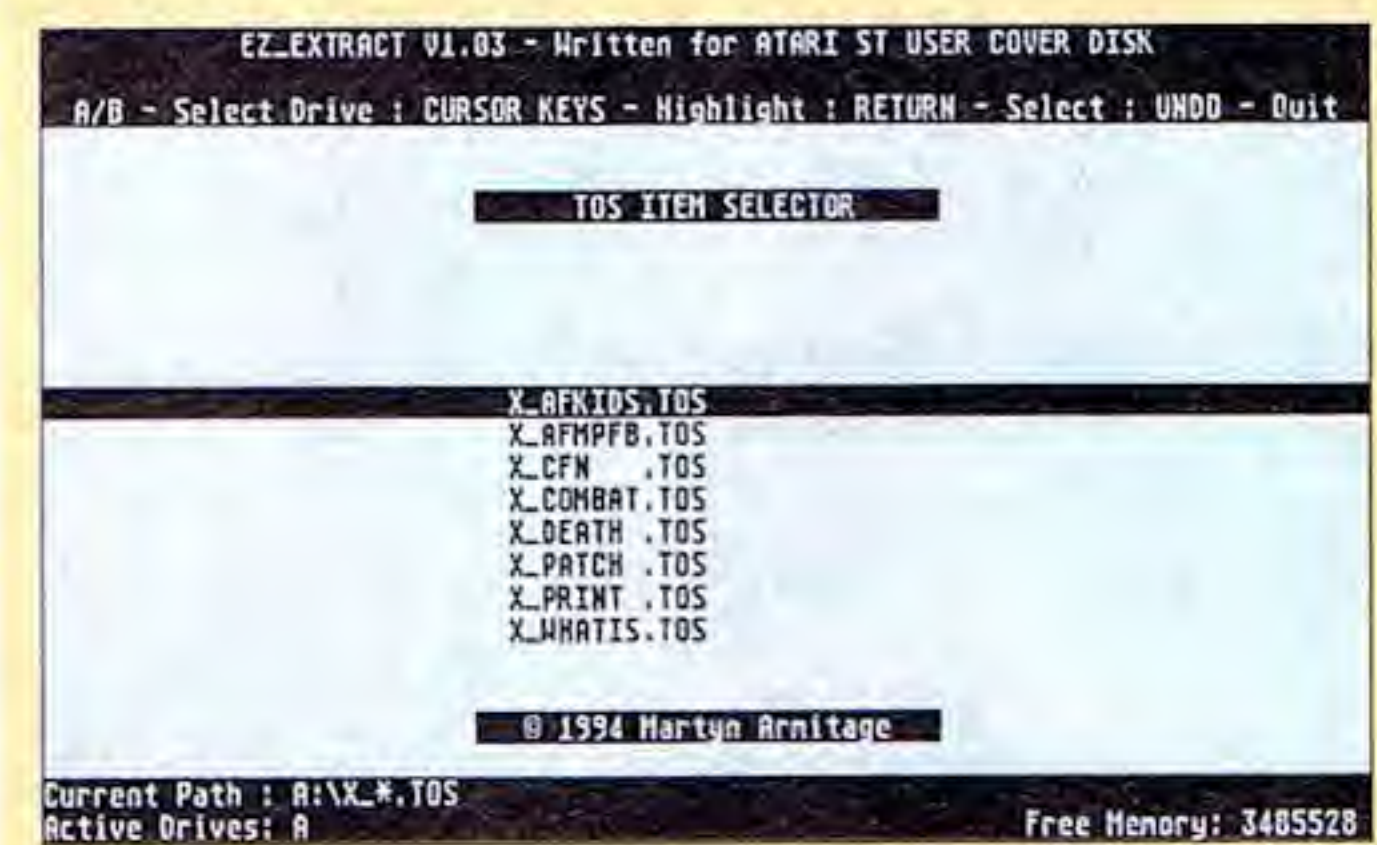 EZ_EXTRACT V1.03 - Written for ATARI ST USER COVER DISK
A/B - Select Drive : CURSOR KEYS - Highlight : RETURN - Select : UNDO - Quit
TOS ITEM SELECTOR
X_AFKIDS.TOS
X_AFMPFB.TOS
X_CFN   .TOS
X_COMBAT.TOS
X_DEATH .TOS
X_PATCH .TOS
X_PRINT .TOS
X_WHATIS.TOS
© 1994 Martyn Armitage
Current Path : A:\X_*.TOS
Active Drives: A
Free Memory: 3485528